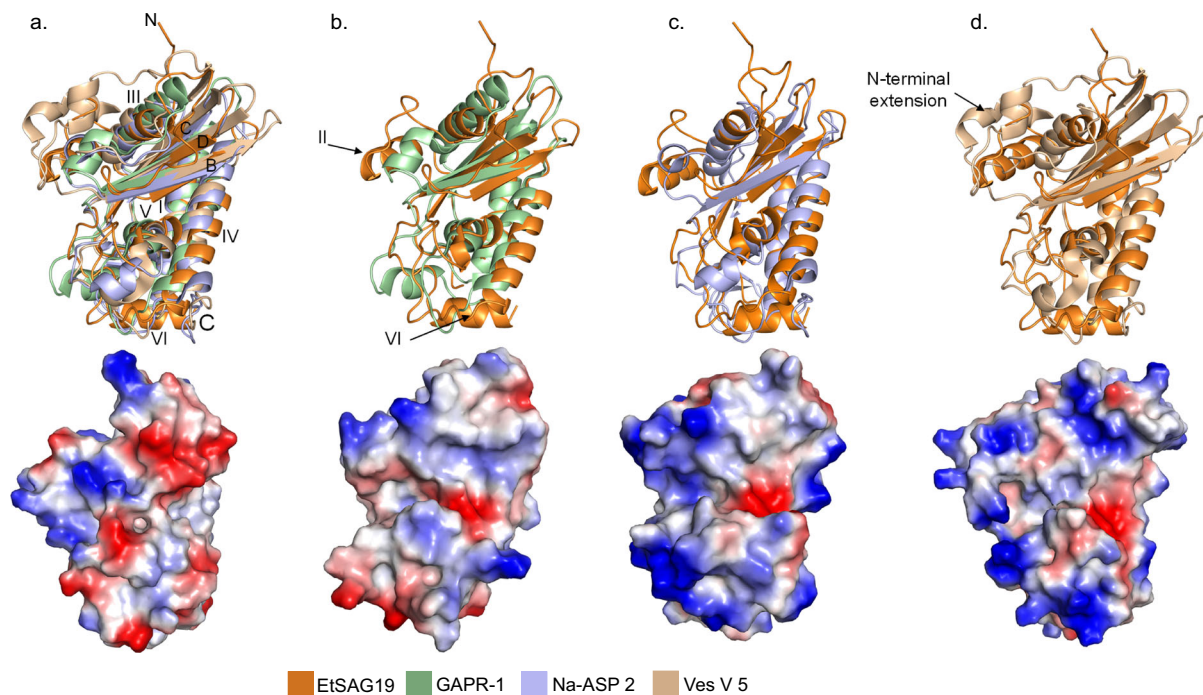 a. b. c. d.
N
N-terminal
extension
III
C
D
B
II
I
V
IV
VI
C
VI
EtSAG19 GAPR-1 Na-ASP 2 Ves V 5